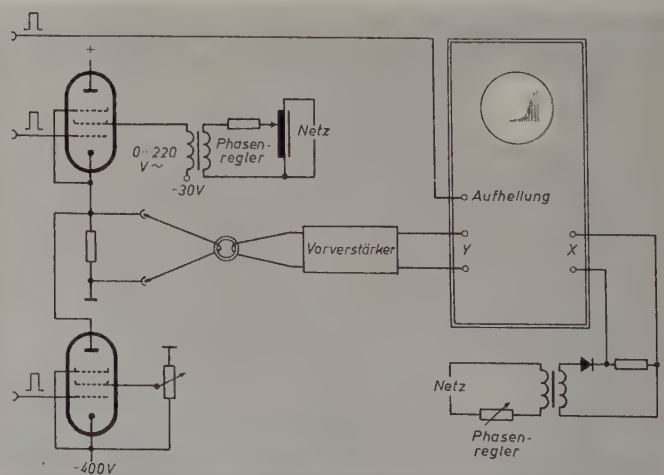 +
0-220
V~
-30V
Phasen-
regler
Netz
Aufhellung
Vorverstärker
Y
X
Netz
Phasen-
regler
-400V